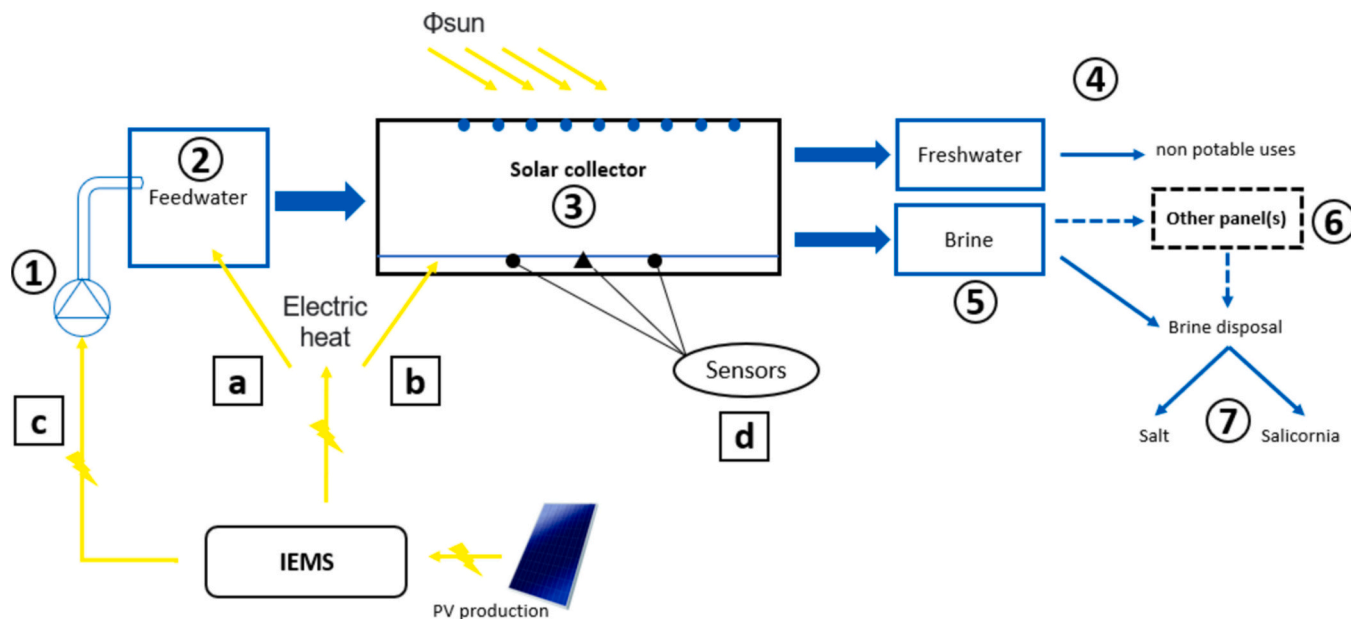 Φsun
4
2
Feedwater
Solar collector
3
Freshwater
non potable uses
1
Brine
Other panel(s)
6
5
Electric
heat
Brine disposal
a
b
Sensors
c
d
7
Salt
Salicornia
IEMS
PV production